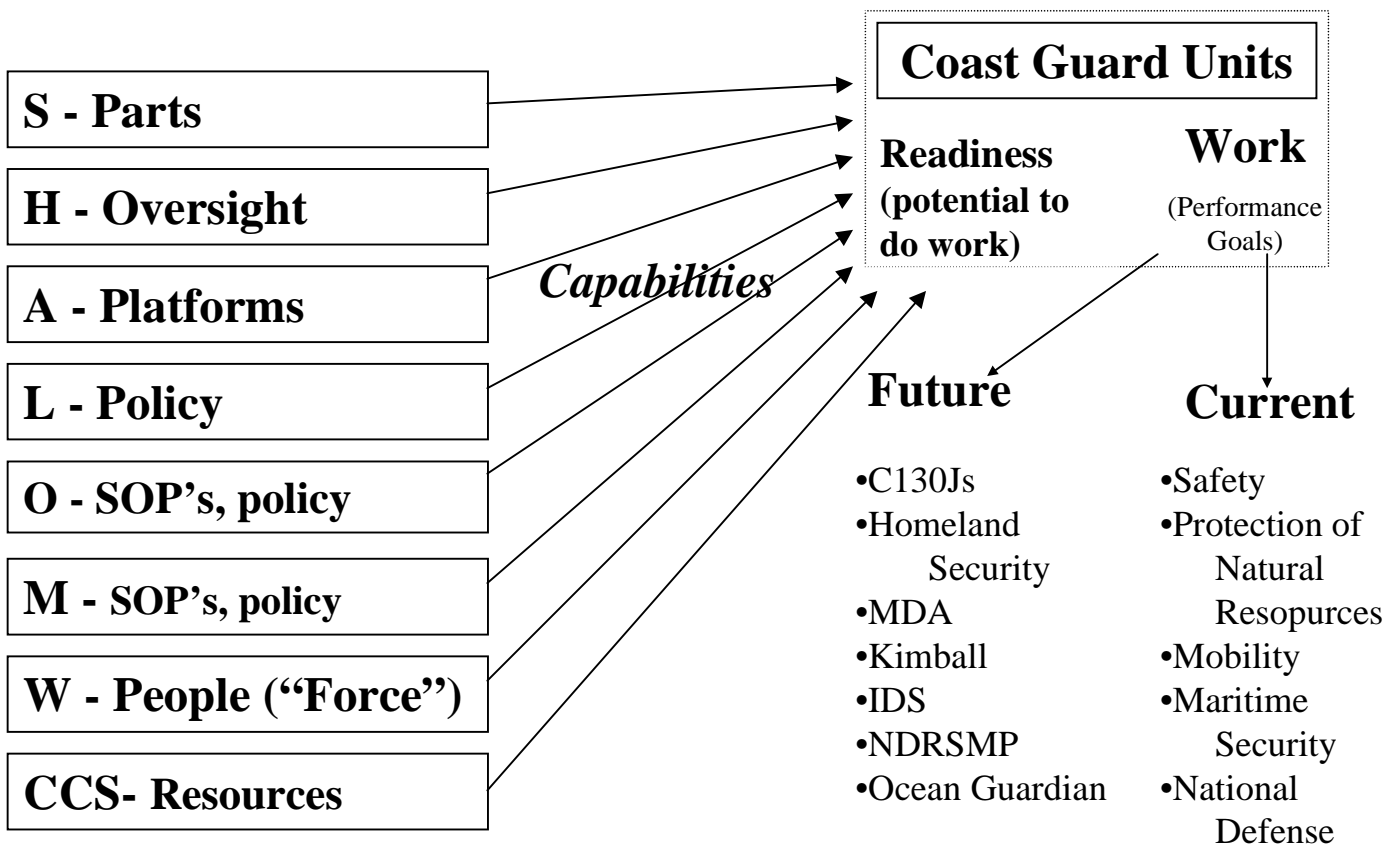 S - Parts
H - Oversight
A - Platforms
L - Policy
O - SOP's, policy
M - SOP's, policy
W - People (“Force”)
CCS- Resources
Capabilities
Coast Guard Units
Readiness
(potential to
do work)
Work
(Performance
Goals)
Future
•C130Js
•Homeland
Security
•MDA
•Kimball
•IDS
•NDRSMP
•Ocean Guardian
Current
•Safety
•Protection of
Natural
Resopurces
•Mobility
•Maritime
Security
•National
Defense